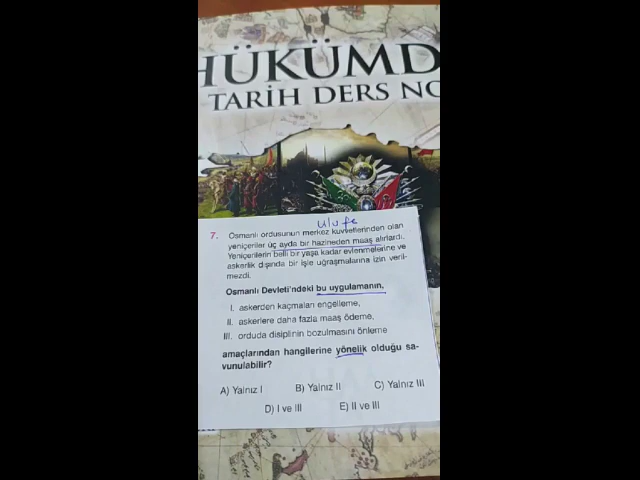 HÜKÜMD
TARİH DERS NO
ulufe
7. Osmanlı ordusunun merkez kuvvetlerinden olan
yeniçeriler üç ayda bir hazineden maaş alırlardı.
Yeniçerilerin belli bir yaşa kadar evlenmelerine ve
askerlik dışında bir işle uğraşmalarına izin veril-
mezdi.
Osmanlı Devleti'ndeki bu uygulamanın,
I. askerden kaçmaları engelleme,
II. askerlere daha fazla maaş ödeme,
III. orduda disiplinin bozulmasını önleme
amaçlarından hangilerine yönelik olduğu sa-
vunulabilir?
A) Yalnız I B) Yalnız II C) Yalnız III
D) I ve III E) II ve III